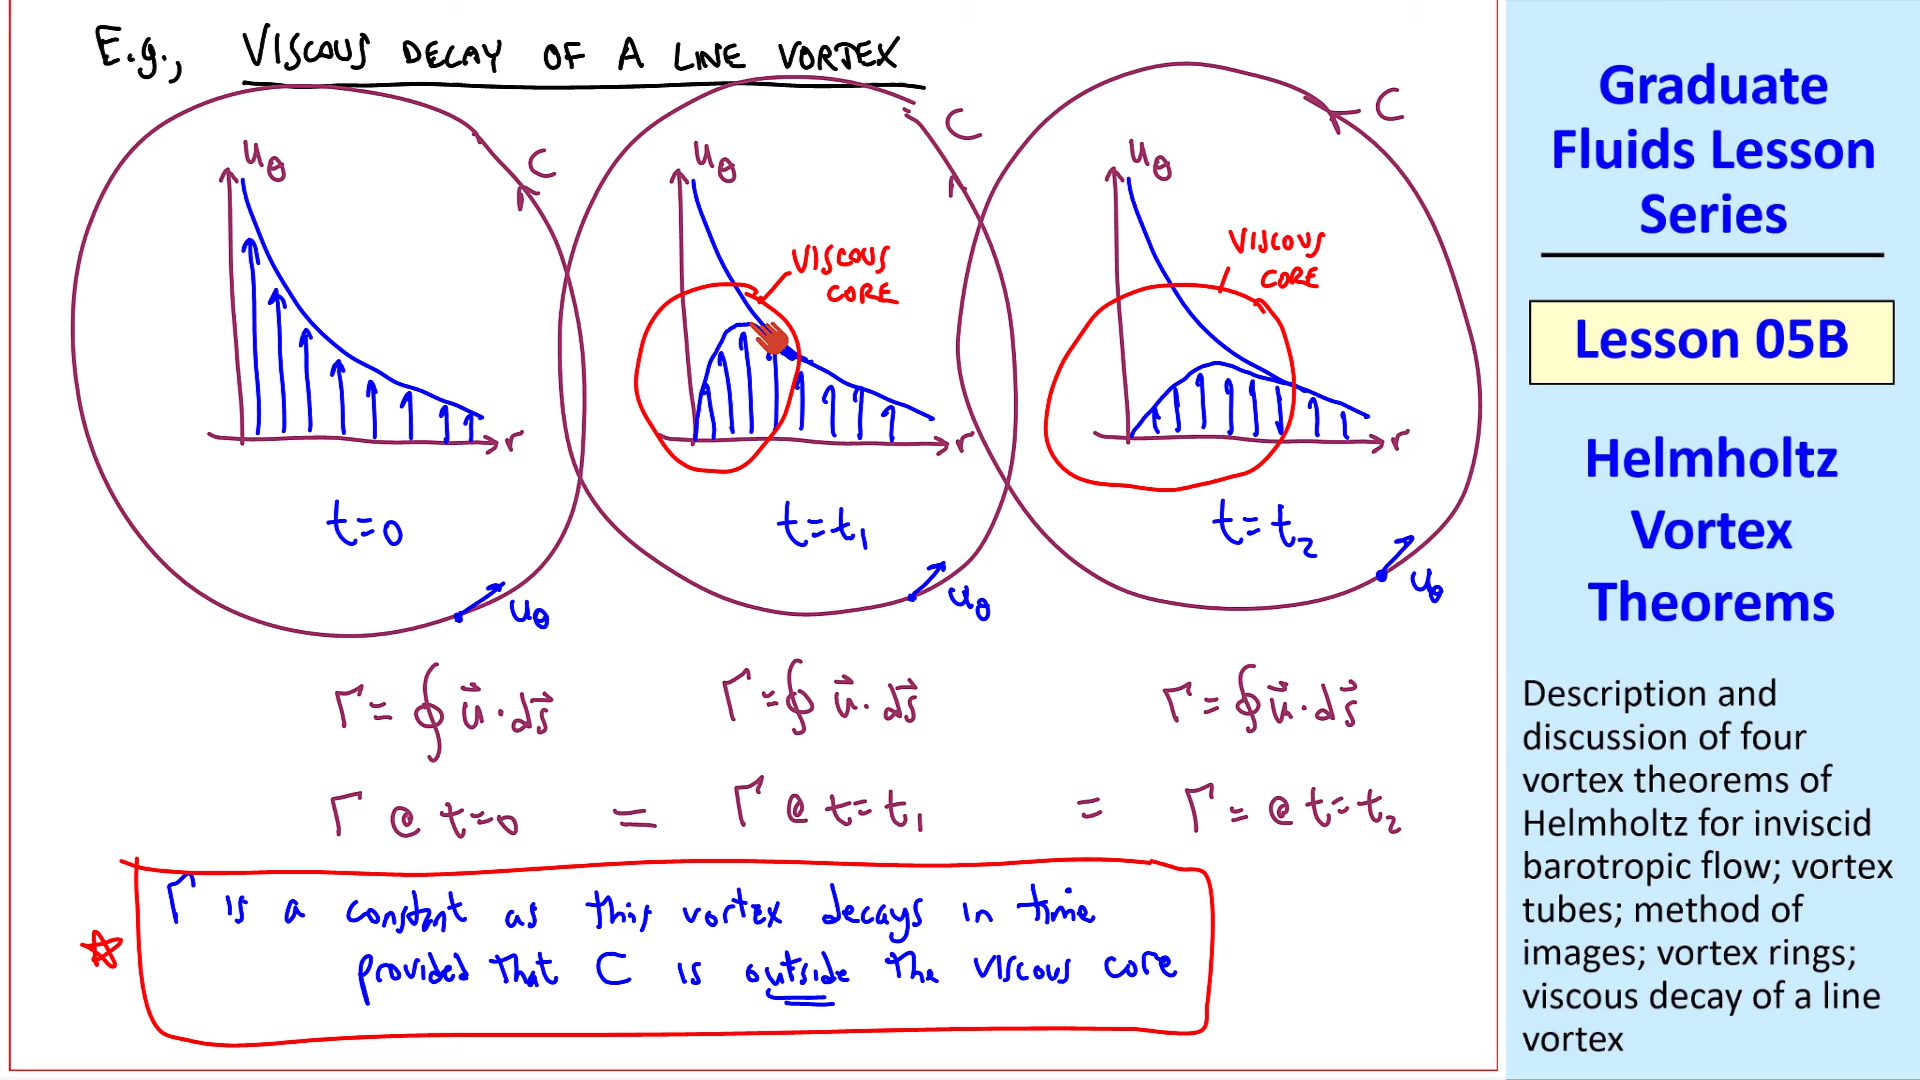 E.g., VISCOUS DECAY OF A LINE VORTEX
C
C
C
uθ
uθ
uθ
VISCOUS
CORE
VISCOUS
CORE
r
r
r
t=0
t=t₁
t=t₂
uθ
uθ
uθ
Γ = ∮ u⃗ · ds⃗
Γ = ∮ u⃗ · ds⃗
Γ = ∮ u⃗ · ds⃗
Γ @ t=0 = Γ @ t=t₁ = Γ = @ t=t₂
Γ is a constant as this vortex decays in time
provided that C is outside the viscous core
Graduate
Fluids Lesson
Series
Lesson 05B
Helmholtz
Vortex
Theorems
Description and
discussion of four
vortex theorems of
Helmholtz for inviscid
barotropic flow; vortex
tubes; method of
images; vortex rings;
viscous decay of a line
vortex